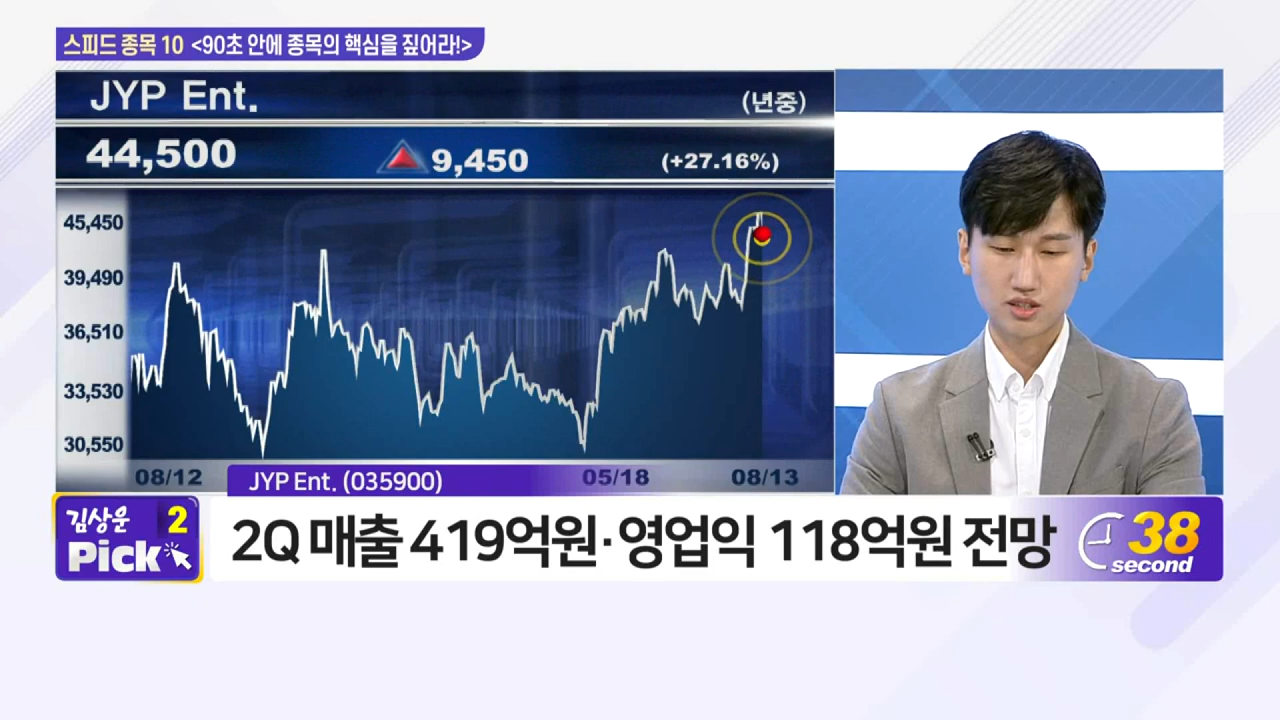 스피드 종목 10 <90초 안에 종목의 핵심을 짚어라!>
JYP Ent.
(년중)
44,500
9,450
(+27.16%)
45,450
39,490
36,510
33,530
30,550
08/12
05/18
08/13
JYP Ent. (035900)
김상운 2
Pick
2Q 매출 419억원·영업익 118억원 전망
38
second